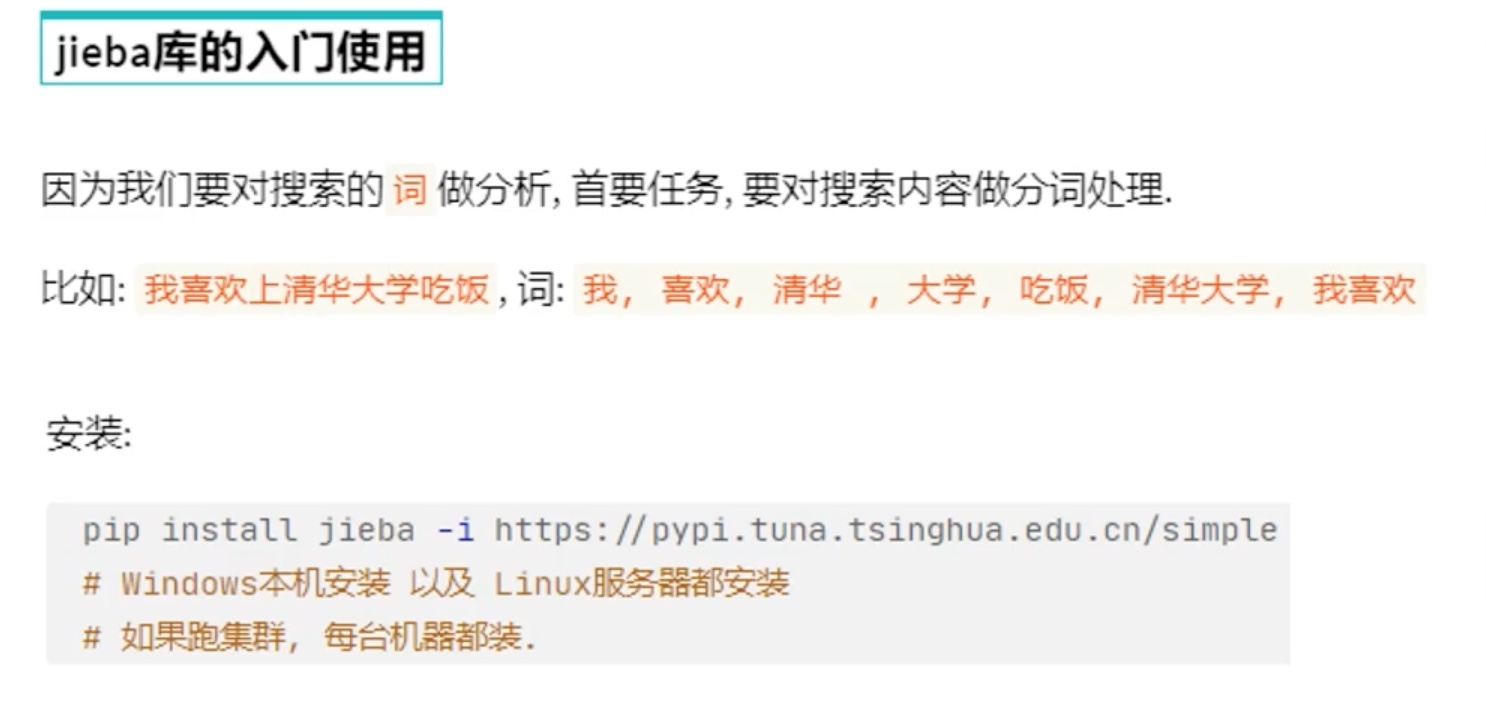 jieba库的入门使用
因为我们要对搜索的 词 做分析, 首要任务, 要对搜索内容做分词处理.
比如: 我喜欢上清华大学吃饭 , 词: 我, 喜欢, 清华 , 大学, 吃饭, 清华大学, 我喜欢
安装:
pip install jieba -i https://pypi.tuna.tsinghua.edu.cn/simple
# Windows本机安装 以及 Linux服务器都安装
# 如果跑集群, 每台机器都装.